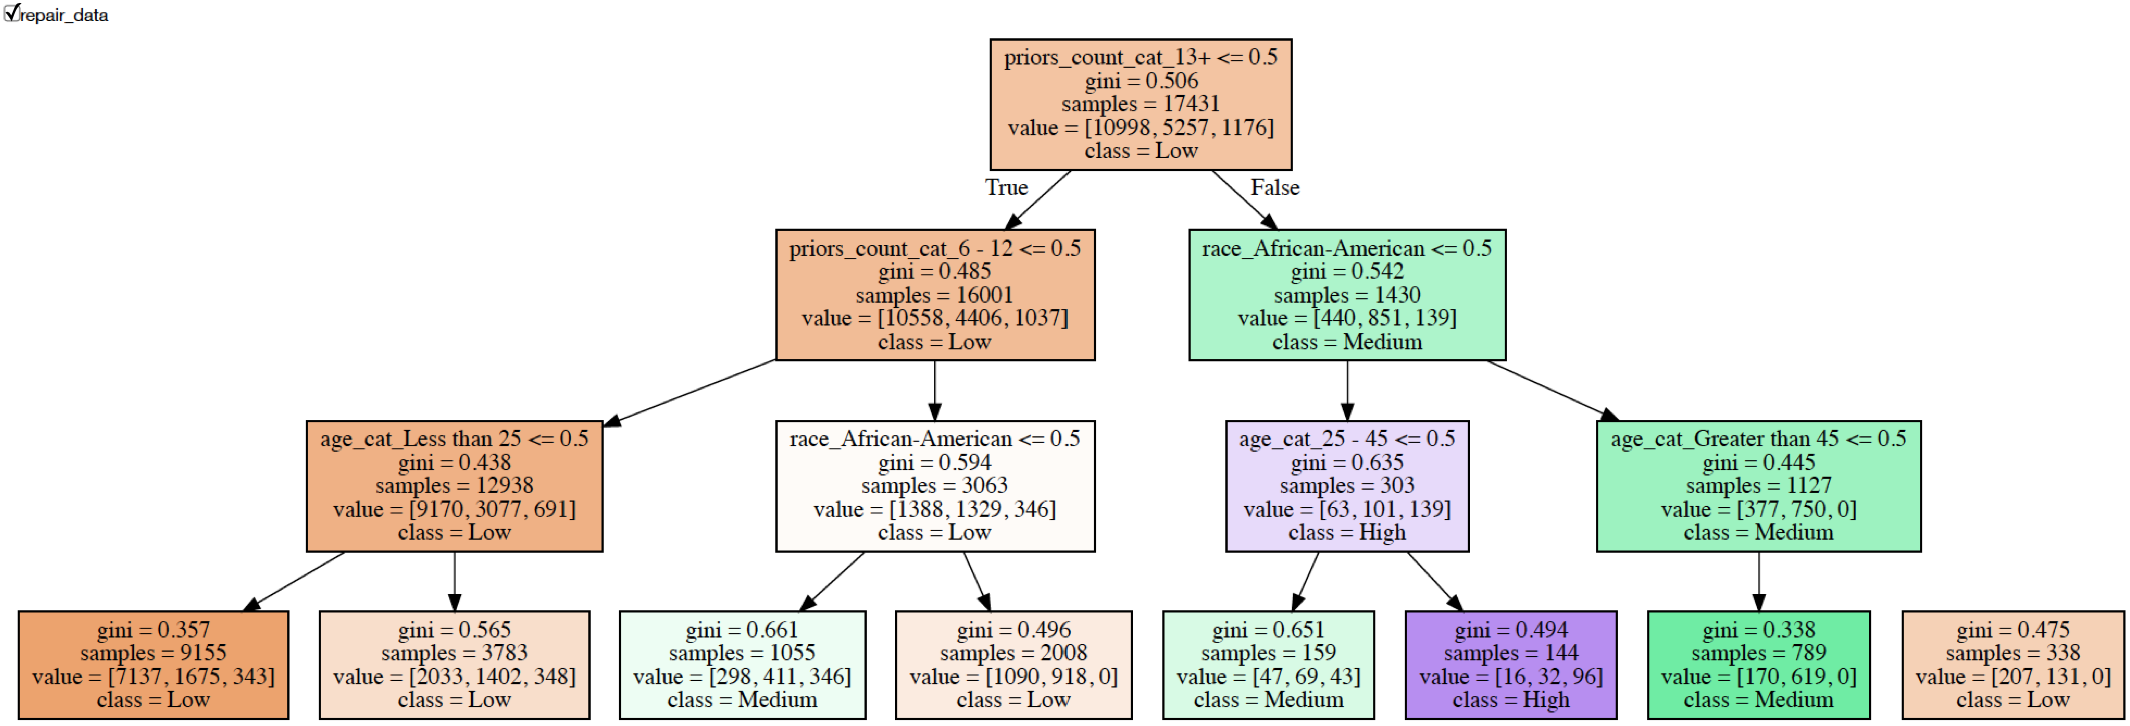 repair_data
priors_count_cat_13+ <= 0.5
gini = 0.506
samples = 17431
value = [10998, 5257, 1176]
class = Low
True
False
priors_count_cat_6 - 12 <= 0.5
gini = 0.485
samples = 16001
value = [10558, 4406, 1037]
class = Low
race_African-American <= 0.5
gini = 0.542
samples = 1430
value = [440, 851, 139]
class = Medium
age_cat_Less than 25 <= 0.5
gini = 0.438
samples = 12938
value = [9170, 3077, 691]
class = Low
race_African-American <= 0.5
gini = 0.594
samples = 3063
value = [1388, 1329, 346]
class = Low
age_cat_25 - 45 <= 0.5
gini = 0.635
samples = 303
value = [63, 101, 139]
class = High
age_cat_Greater than 45 <= 0.5
gini = 0.445
samples = 1127
value = [377, 750, 0]
class = Medium
gini = 0.357
samples = 9155
value = [7137, 1675, 343]
class = Low
gini = 0.565
samples = 3783
value = [2033, 1402, 348]
class = Low
gini = 0.661
samples = 1055
value = [298, 411, 346]
class = Medium
gini = 0.496
samples = 2008
value = [1090, 918, 0]
class = Low
gini = 0.651
samples = 159
value = [47, 69, 43]
class = Medium
gini = 0.494
samples = 144
value = [16, 32, 96]
class = High
gini = 0.338
samples = 789
value = [170, 619, 0]
class = Medium
gini = 0.475
samples = 338
value = [207, 131, 0]
class = Low